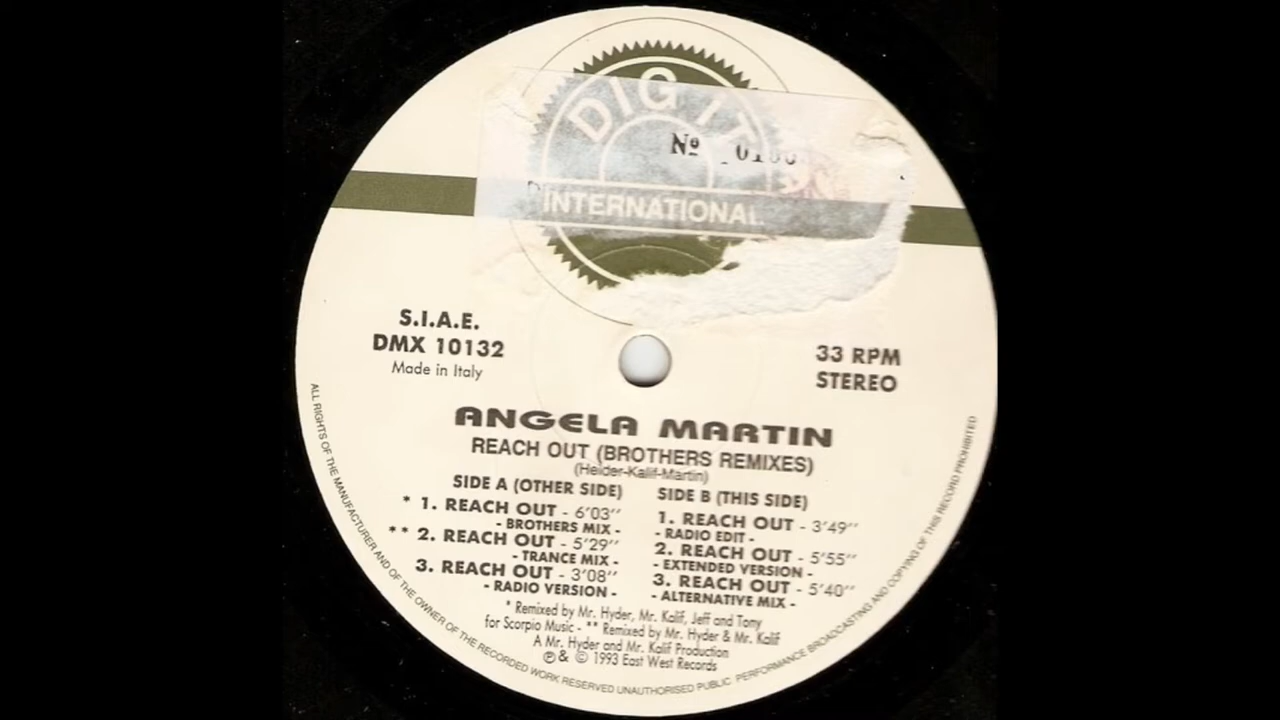 DIGIT
Nº
INTERNATIONAL
S.I.A.E.
DMX 10132
Made in Italy
33 RPM
STEREO
ANGELA MARTIN
REACH OUT (BROTHERS REMIXES)
(Heider-Kalif-Martin)
SIDE A (OTHER SIDE)
* 1. REACH OUT - 6'03''
- BROTHERS MIX -
** 2. REACH OUT - 5'29''
- TRANCE MIX -
3. REACH OUT - 3'08''
- RADIO VERSION -
SIDE B (THIS SIDE)
1. REACH OUT - 3'49''
- RADIO EDIT -
2. REACH OUT - 5'55''
- EXTENDED VERSION -
3. REACH OUT - 5'40''
- ALTERNATIVE MIX -
* Remixed by Mr. Hyder, Mr. Kalif, Jeff and Tony
for Scorpio Music - ** Remixed by Mr. Hyder & Mr. Kalif
A Mr. Hyder and Mr. Kalif Production
℗ & © 1993 East West Records
ALL RIGHTS OF THE MANUFACTURER AND OF THE OWNER OF THE RECORDED WORK RESERVED UNAUTHORISED PUBLIC PERFORMANCE BROADCASTING AND COPYING OF THIS RECORD PROHIBITED